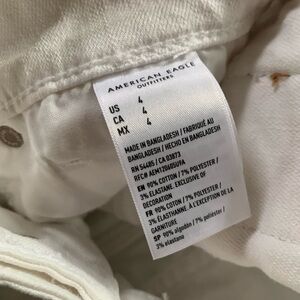 AMERICAN EAGLE
OUTFITTERS
US 4
CA 4
MX 4
MADE IN BANGLADESH / FABRIQUÉ AU
BANGLADESH / HECHO EN BANGLADESH
RN 54485 / CA 03873
EN 90% COTTON / 7% POLYESTER /
3% ELASTANE. EXCLUSIVE OF
DECORATION
FR 90% COTON / 7% POLYESTER /
3% ÉLASTHANNE. À L'EXCEPTION DE LA
GARNITURE
SP 90% algodón / 7% poliéster /
3% elastano